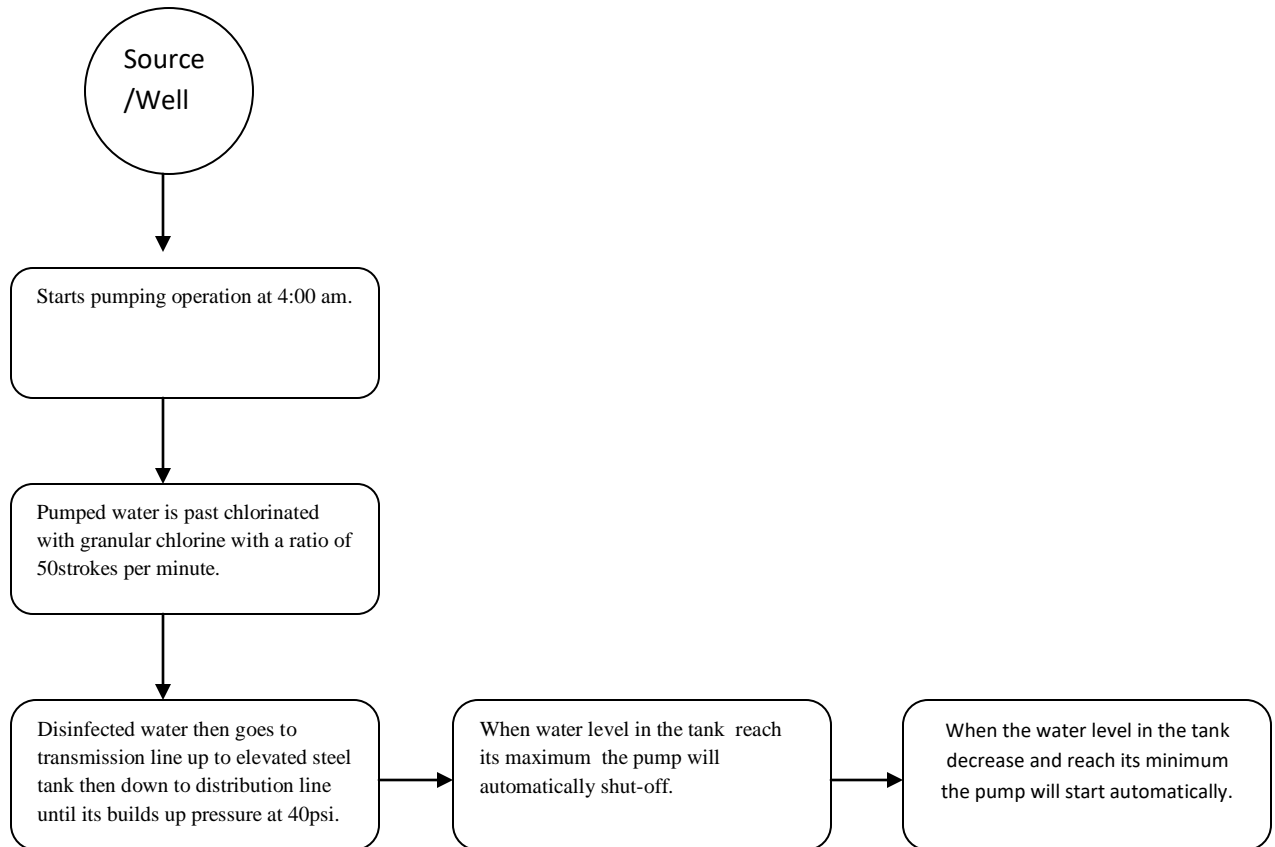 Source
/Well
Starts pumping operation at 4:00 am.
Pumped water is past chlorinated
with granular chlorine with a ratio of
50strokes per minute.
Disinfected water then goes to
transmission line up to elevated steel
tank then down to distribution line
until its builds up pressure at 40psi.
When water level in the tank  reach
its maximum  the pump will
automatically shut-off.
When the water level in the tank
decrease and reach its minimum
the pump will start automatically.